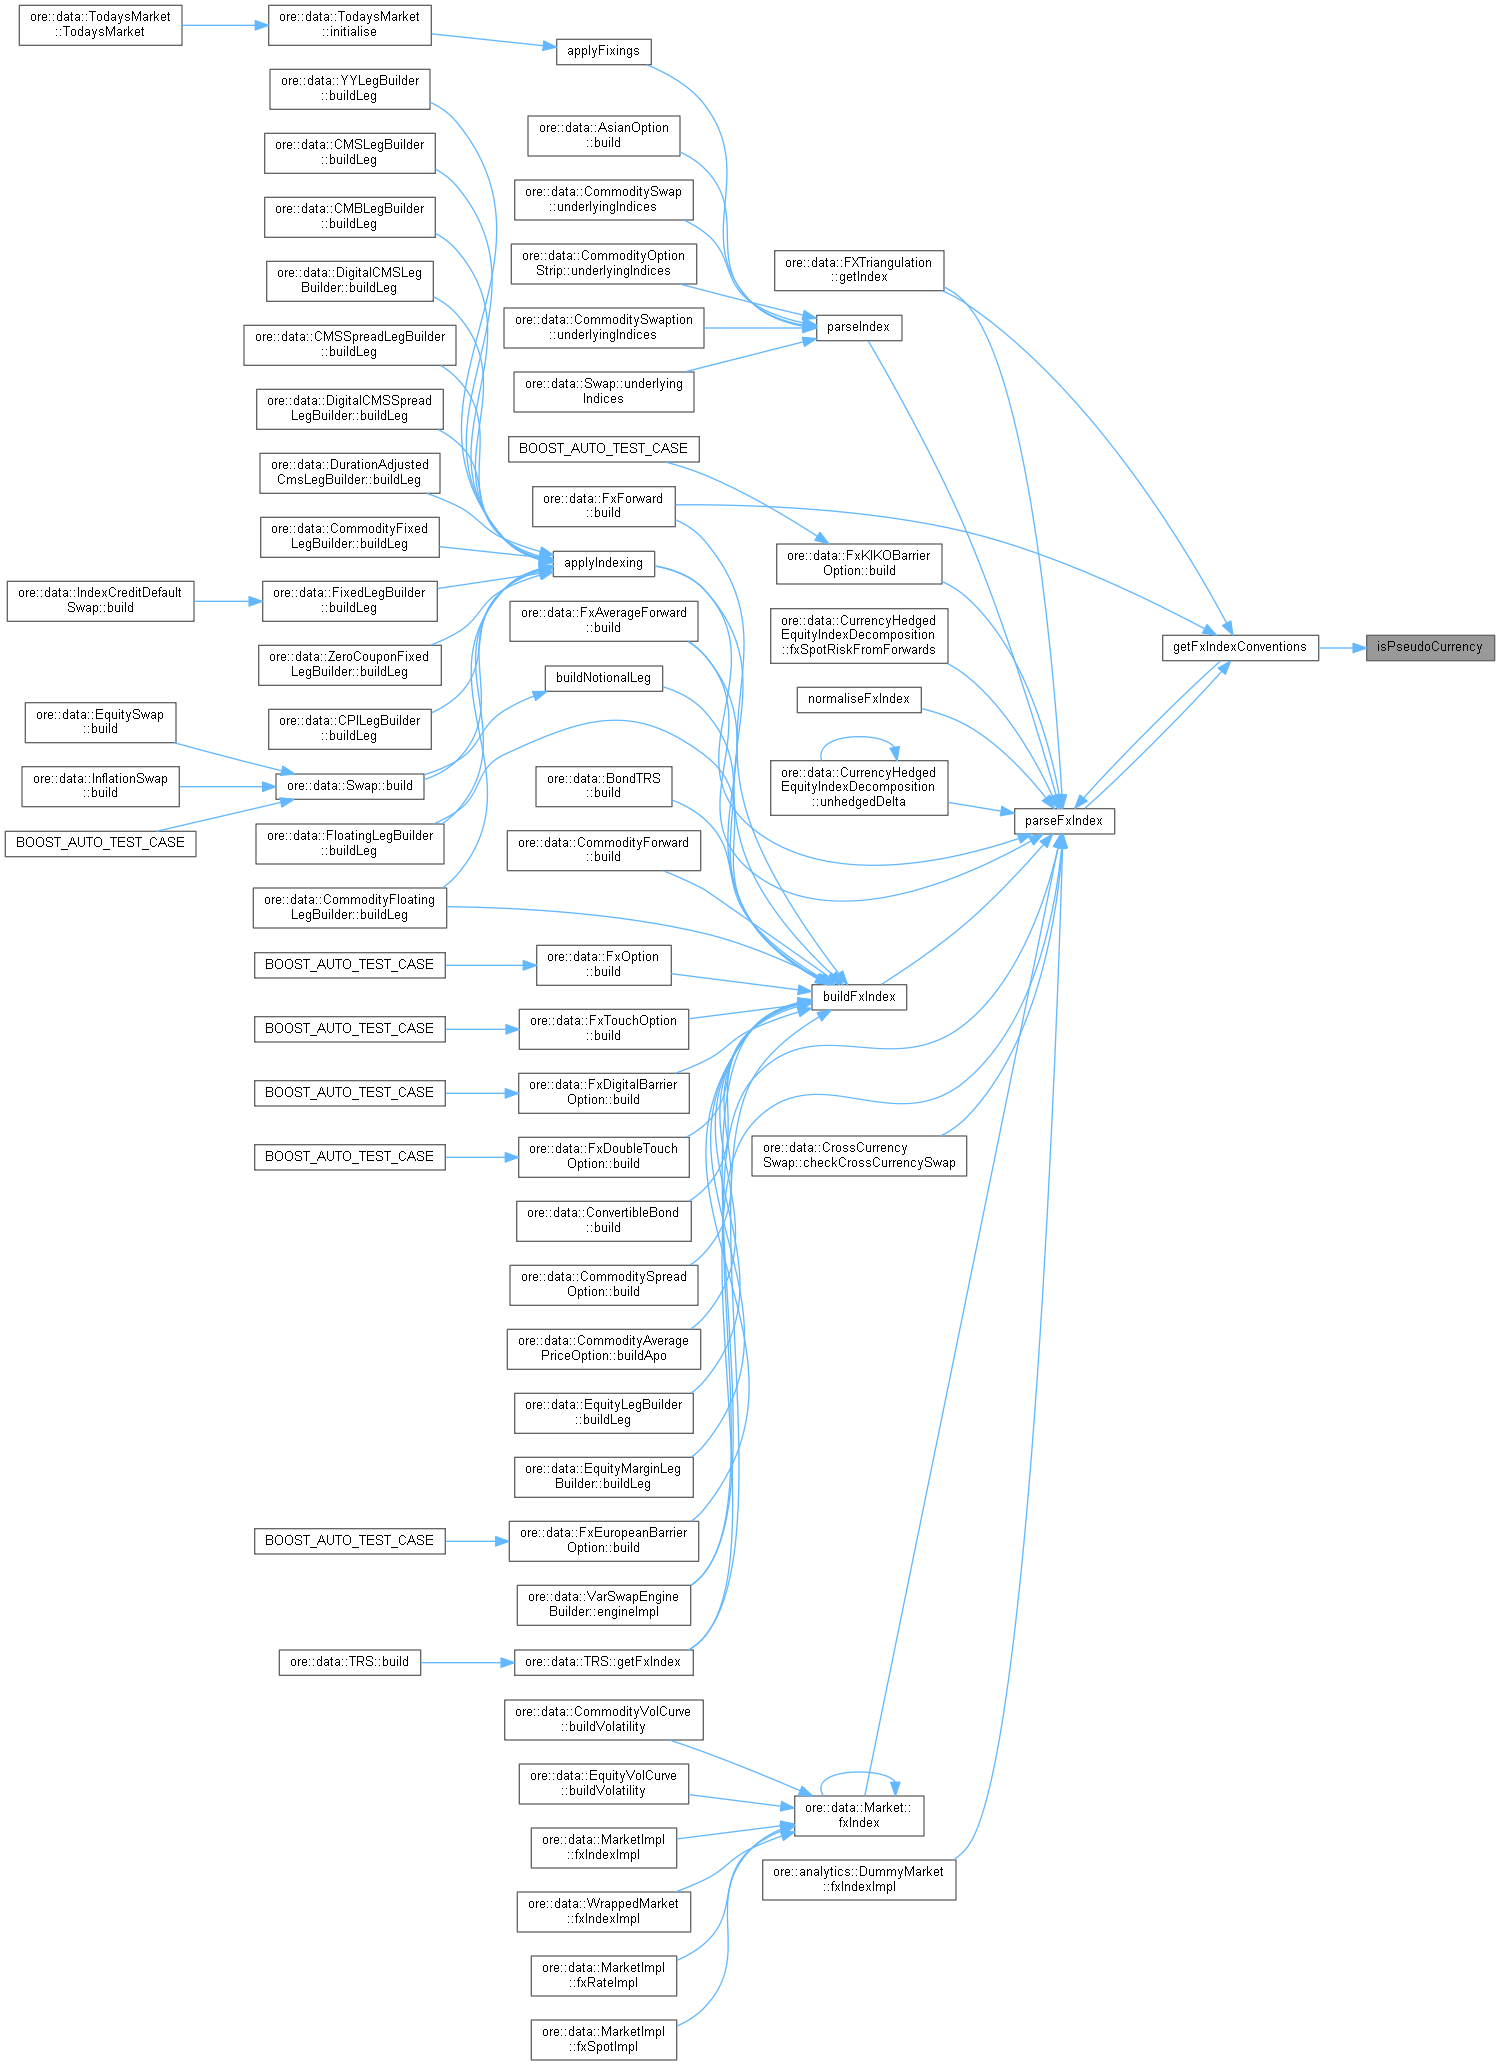 ore::data::TodaysMarket
::TodaysMarket
ore::data::TodaysMarket
::initialise
applyFixings
ore::data::YYLegBuilder
::buildLeg
ore::data::CMSLegBuilder
::buildLeg
ore::data::CMBLegBuilder
::buildLeg
ore::data::DigitalCMSLeg
Builder::buildLeg
ore::data::CMSSpreadLegBuilder
::buildLeg
ore::data::DigitalCMSSpread
LegBuilder::buildLeg
ore::data::DurationAdjusted
CmsLegBuilder::buildLeg
ore::data::CommodityFixed
LegBuilder::buildLeg
ore::data::IndexCreditDefault
Swap::build
ore::data::FixedLegBuilder
::buildLeg
ore::data::ZeroCouponFixed
LegBuilder::buildLeg
ore::data::CPILegBuilder
::buildLeg
ore::data::EquitySwap
::build
ore::data::InflationSwap
::build
BOOST_AUTO_TEST_CASE
ore::data::Swap::build
ore::data::FloatingLegBuilder
::buildLeg
ore::data::CommodityFloating
LegBuilder::buildLeg
ore::data::AsianOption
::build
ore::data::CommoditySwap
::underlyingIndices
ore::data::CommodityOption
Strip::underlyingIndices
ore::data::CommoditySwaption
::underlyingIndices
ore::data::Swap::underlying
Indices
BOOST_AUTO_TEST_CASE
ore::data::FxForward
::build
applyIndexing
ore::data::FxAverageForward
::build
buildNotionalLeg
ore::data::BondTRS
::build
ore::data::CommodityForward
::build
BOOST_AUTO_TEST_CASE
ore::data::FxOption
::build
BOOST_AUTO_TEST_CASE
ore::data::FxTouchOption
::build
BOOST_AUTO_TEST_CASE
ore::data::FxDigitalBarrier
Option::build
BOOST_AUTO_TEST_CASE
ore::data::FxDoubleTouch
Option::build
ore::data::ConvertibleBond
::build
ore::data::CommoditySpread
Option::build
ore::data::CommodityAverage
PriceOption::buildApo
ore::data::EquityLegBuilder
::buildLeg
ore::data::EquityMarginLeg
Builder::buildLeg
BOOST_AUTO_TEST_CASE
ore::data::FxEuropeanBarrier
Option::build
ore::data::VarSwapEngine
Builder::engineImpl
ore::data::TRS::build
ore::data::TRS::getFxIndex
ore::data::CommodityVolCurve
::buildVolatility
ore::data::EquityVolCurve
::buildVolatility
ore::data::MarketImpl
::fxIndexImpl
ore::data::WrappedMarket
::fxIndexImpl
ore::data::MarketImpl
::fxRateImpl
ore::data::MarketImpl
::fxSpotImpl
ore::data::FXTriangulation
::getIndex
parseIndex
ore::data::FxKIKOBarrier
Option::build
ore::data::CurrencyHedged
EquityIndexDecomposition
::fxSpotRiskFromForwards
normaliseFxIndex
ore::data::CurrencyHedged
EquityIndexDecomposition
::unhedgedDelta
buildFxIndex
ore::data::CrossCurrency
Swap::checkCrossCurrencySwap
ore::data::Market::
fxIndex
ore::analytics::DummyMarket
::fxIndexImpl
parseFxIndex
getFxIndexConventions
isPseudoCurrency